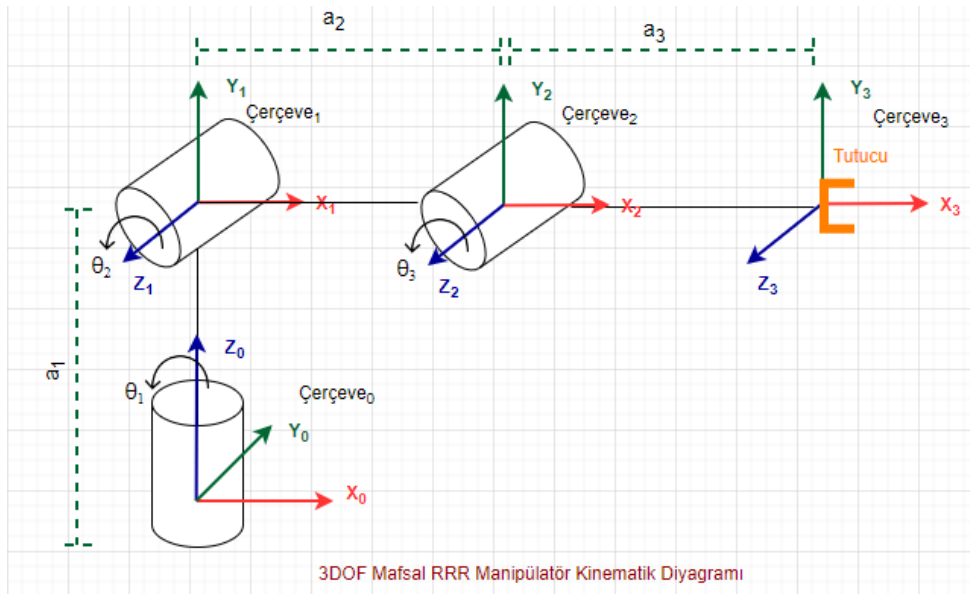 a₂
a₃
Y₁
Çerçeve₁
Y₂
Çerçeve₂
Y₃
Çerçeve₃
Tutucu
X₁
X₂
X₃
θ₂
Z₁
θ₃
Z₂
Z₃
a₁
Z₀
θ₁
Çerçeve₀
Y₀
X₀
3DOF Mafsal RRR Manipülatör Kinematik Diyagramı